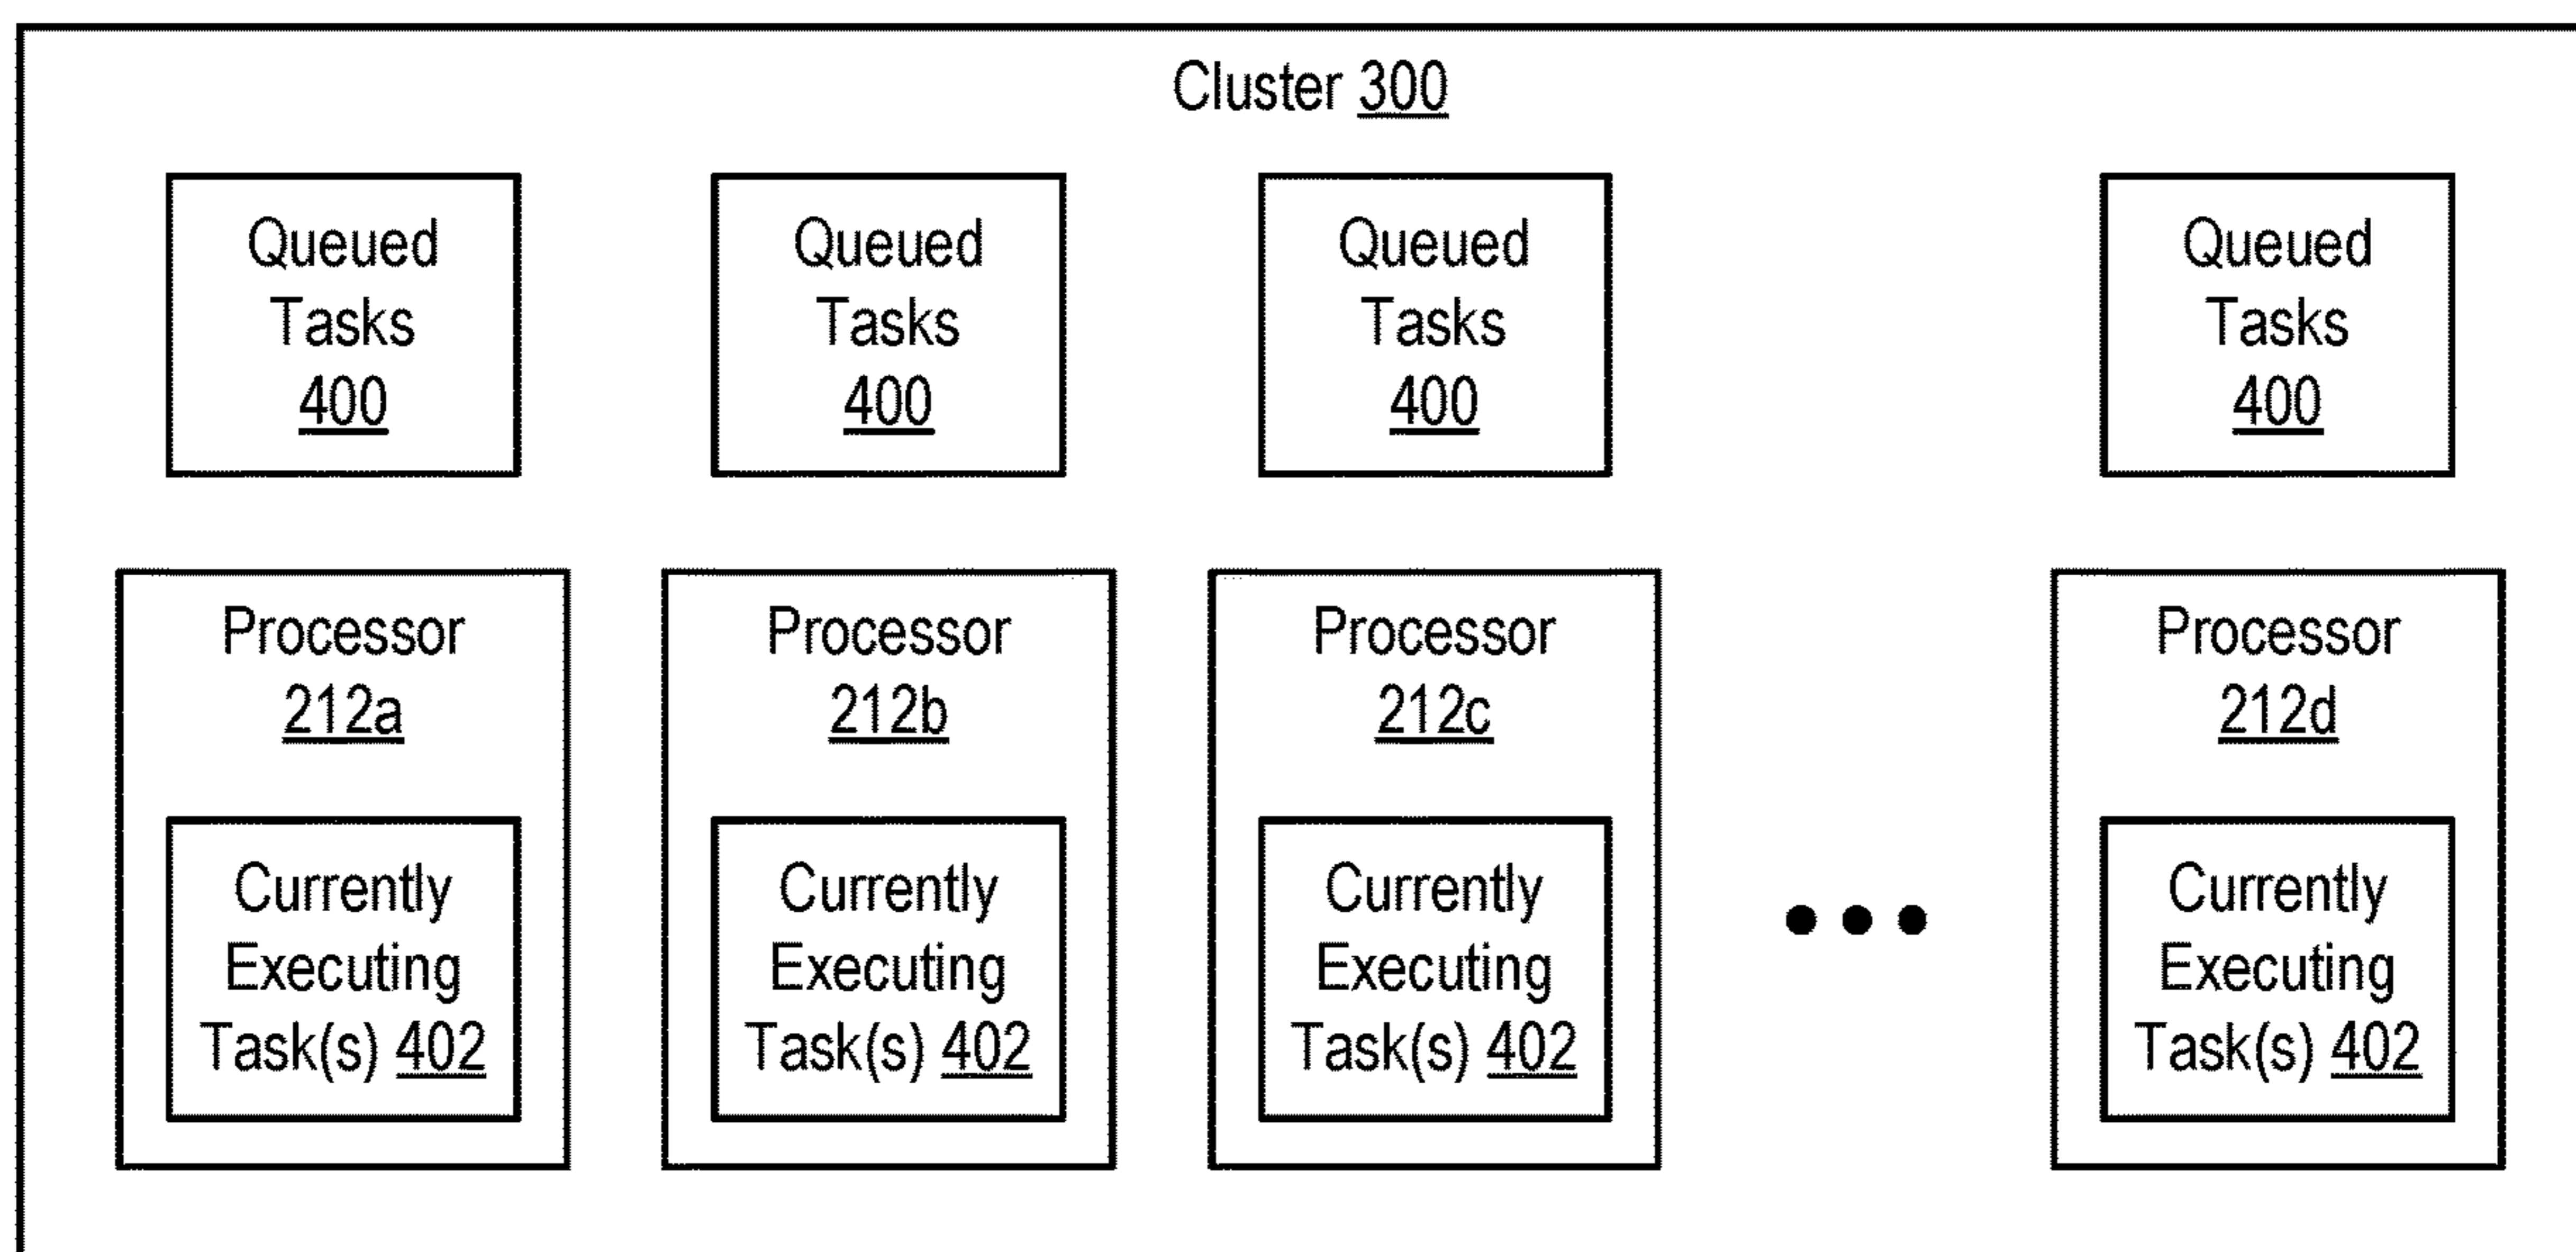 Cluster 300
Queued
Tasks
400
Queued
Tasks
400
Queued
Tasks
400
Queued
Tasks
400
Processor
212a
Currently
Executing
Task(s) 402
Processor
212b
Currently
Executing
Task(s) 402
Processor
212c
Currently
Executing
Task(s) 402
Processor
212d
Currently
Executing
Task(s) 402